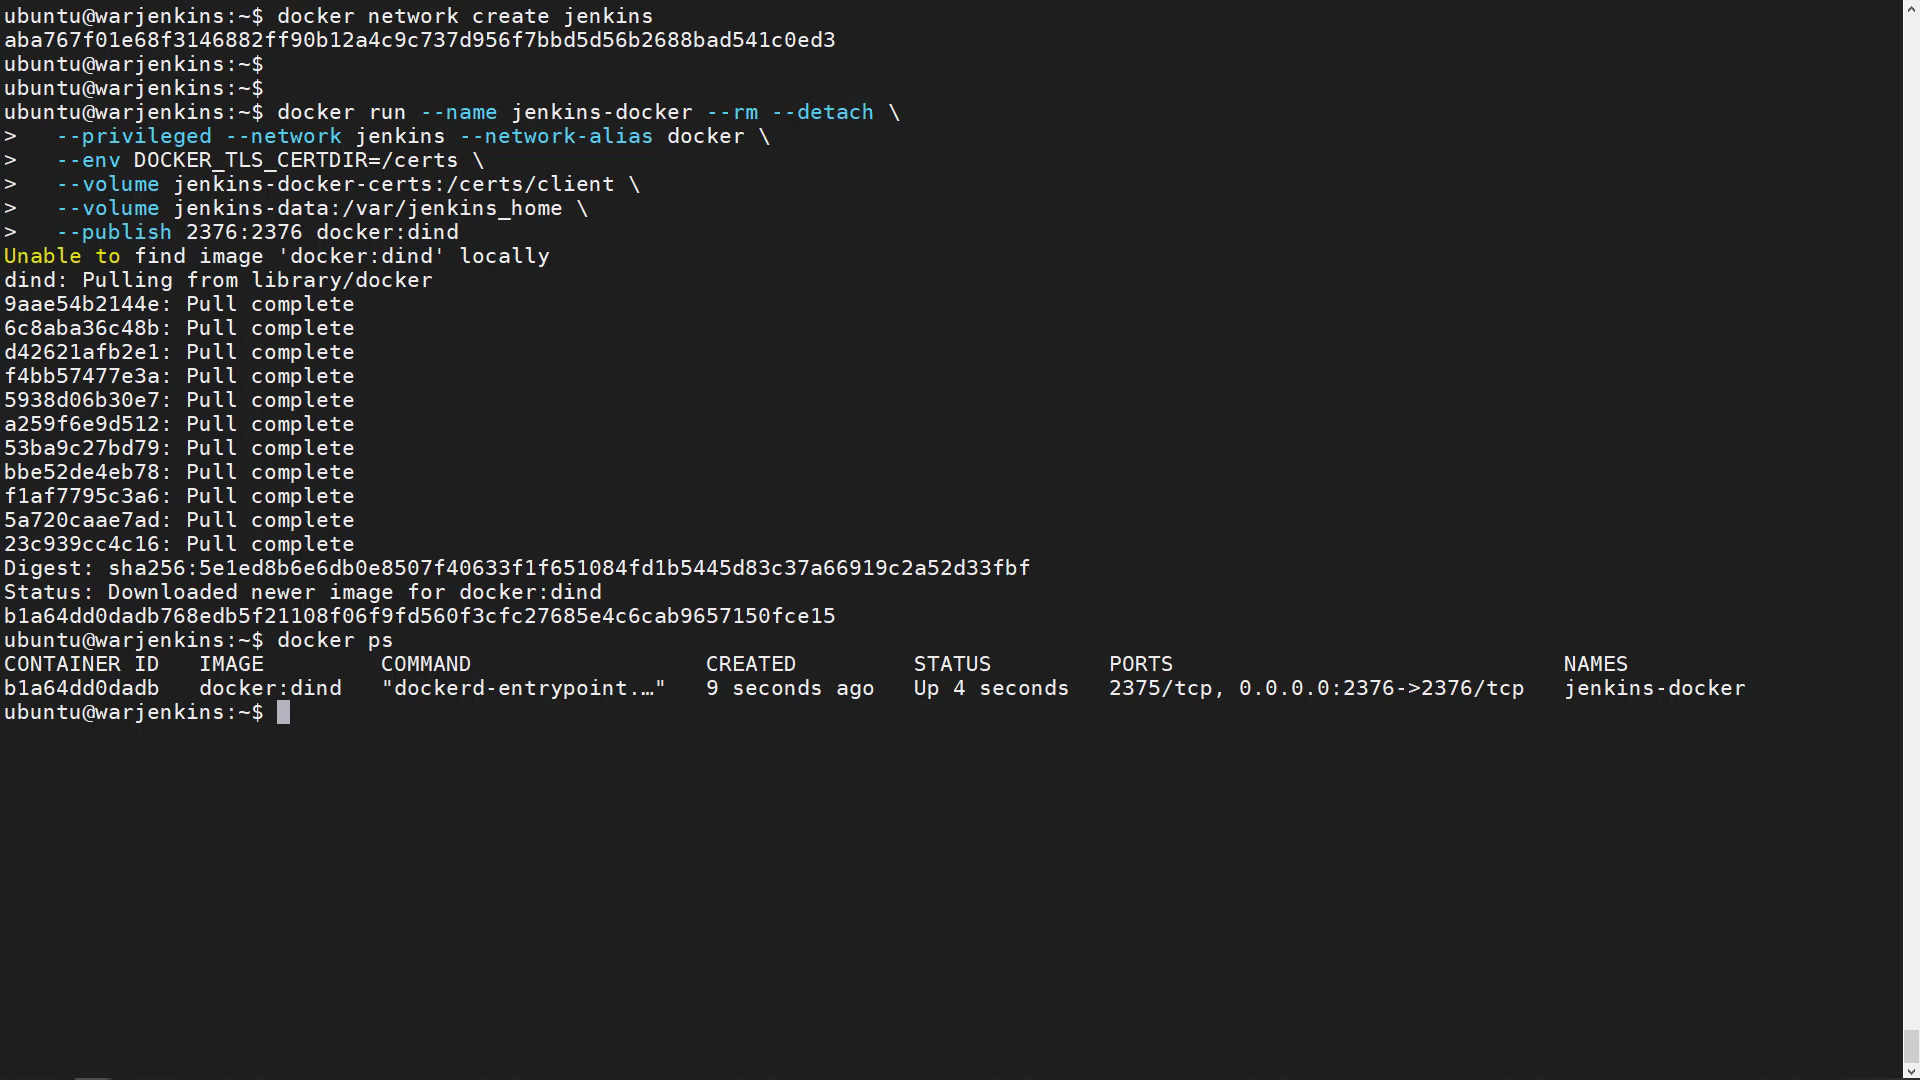 ubuntu@warjenkins:~$ docker network create jenkins
aba767f01e68f3146882ff90b12a4c9c737d956f7bbd5d56b2688bad541c0ed3
ubuntu@warjenkins:~$
ubuntu@warjenkins:~$
ubuntu@warjenkins:~$ docker run --name jenkins-docker --rm --detach \
>   --privileged --network jenkins --network-alias docker \
>   --env DOCKER_TLS_CERTDIR=/certs \
>   --volume jenkins-docker-certs:/certs/client \
>   --volume jenkins-data:/var/jenkins_home \
>   --publish 2376:2376 docker:dind
Unable to find image 'docker:dind' locally
dind: Pulling from library/docker
9aae54b2144e: Pull complete
6c8aba36c48b: Pull complete
d42621afb2e1: Pull complete
f4bb57477e3a: Pull complete
5938d06b30e7: Pull complete
a259f6e9d512: Pull complete
53ba9c27bd79: Pull complete
bbe52de4eb78: Pull complete
f1af7795c3a6: Pull complete
5a720caae7ad: Pull complete
23c939cc4c16: Pull complete
Digest: sha256:5e1ed8b6e6db0e8507f40633f1f651084fd1b5445d83c37a66919c2a52d33fbf
Status: Downloaded newer image for docker:dind
b1a64dd0dadb768edb5f21108f06f9fd560f3cfc27685e4c6cab9657150fce15
ubuntu@warjenkins:~$ docker ps
CONTAINER ID   IMAGE         COMMAND                  CREATED         STATUS         PORTS                              NAMES
b1a64dd0dadb   docker:dind   "dockerd-entrypoint.…"   9 seconds ago   Up 4 seconds   2375/tcp, 0.0.0.0:2376->2376/tcp   jenkins-docker
ubuntu@warjenkins:~$